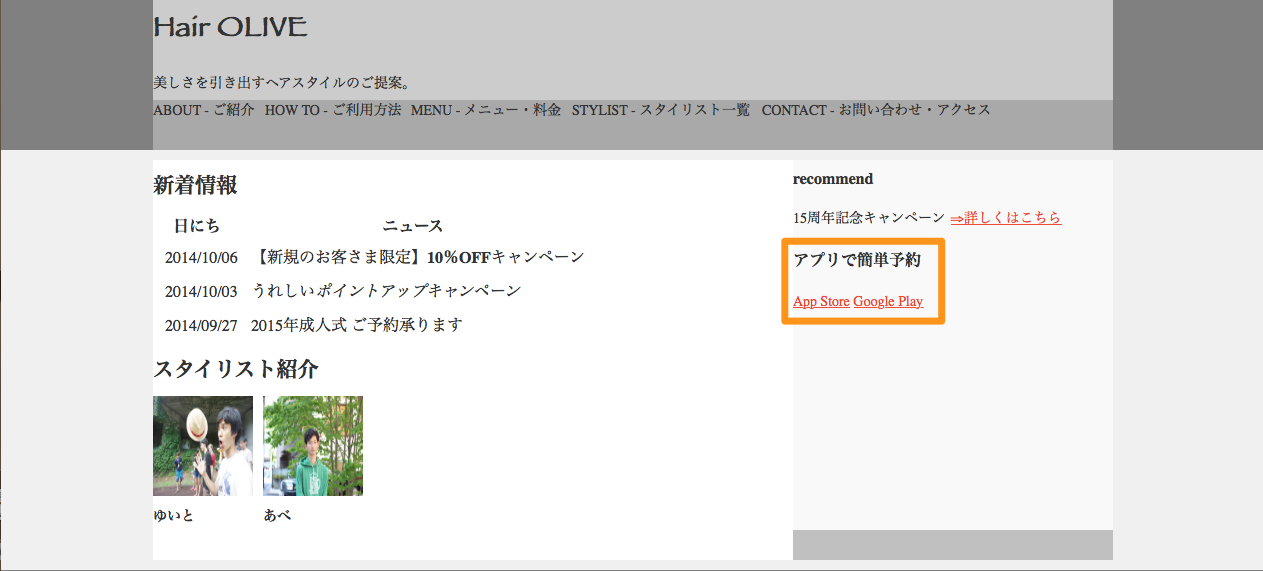 Hair OLIVE
美しさを引き出すヘアスタイルのご提案。
ABOUT - ご紹介 HOW TO - ご利用方法 MENU - メニュー・料金 STYLIST - スタイリスト一覧 CONTACT - お問い合わせ・アクセス
新着情報
日にち ニュース
2014/10/06 【新規のお客さま限定】10%OFFキャンペーン
2014/10/03 うれしいポイントアップキャンペーン
2014/09/27 2015年成人式 ご予約承ります
スタイリスト紹介
ゆいと あべ
recommend
15周年記念キャンペーン ⇒詳しくはこちら
アプリで簡単予約
App Store Google Play